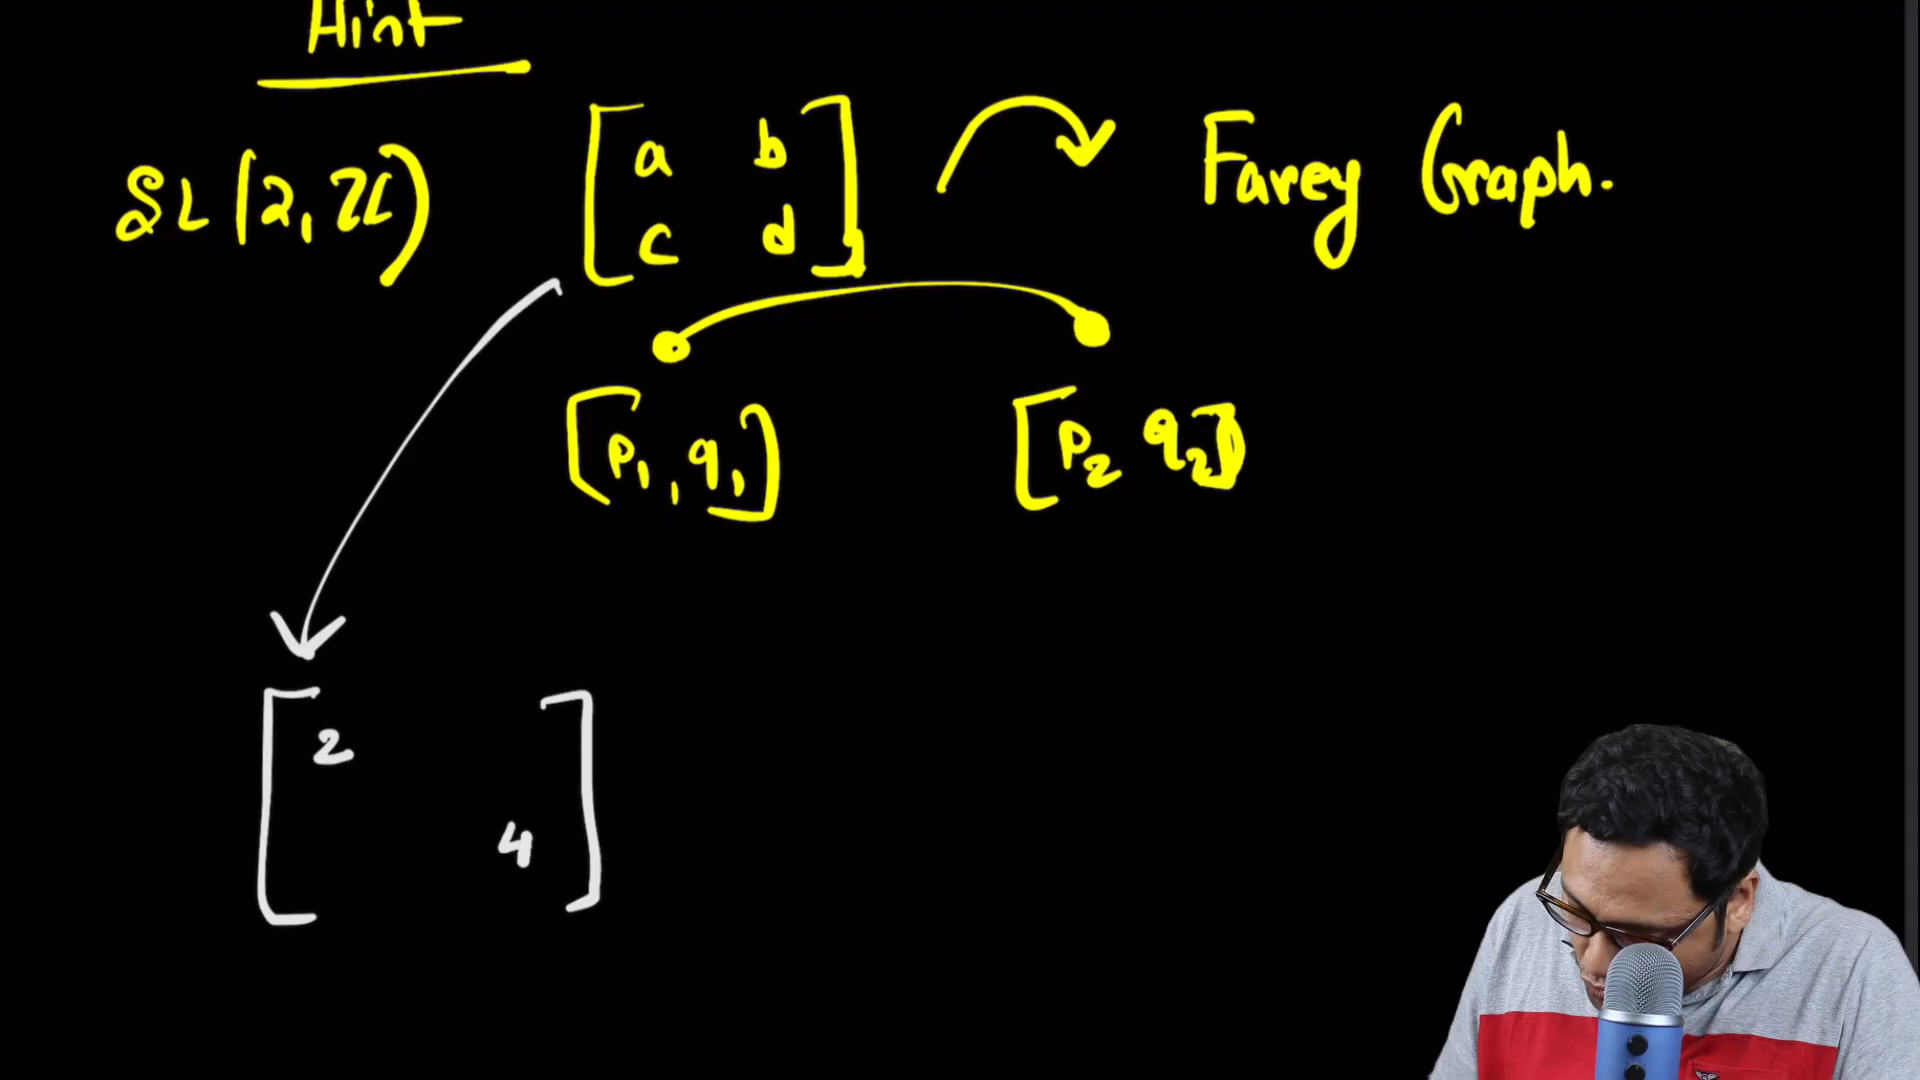 Hint
SL(2, ℤ) [a b
c d] Farey Graph.
[p₁, q₁] [p₂ q₂]
[2
4]